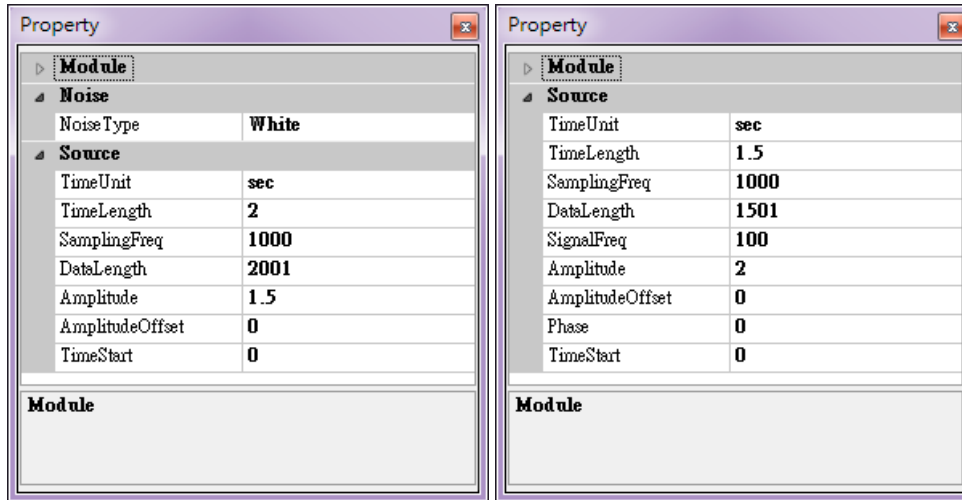 Property
Module
Noise
NoiseType White
Source
TimeUnit sec
TimeLength 2
SamplingFreq 1000
DataLength 2001
Amplitude 1.5
AmplitudeOffset 0
TimeStart 0
Module
Property
Module
Source
TimeUnit sec
TimeLength 1.5
SamplingFreq 1000
DataLength 1501
SignalFreq 100
Amplitude 2
AmplitudeOffset 0
Phase 0
TimeStart 0
Module